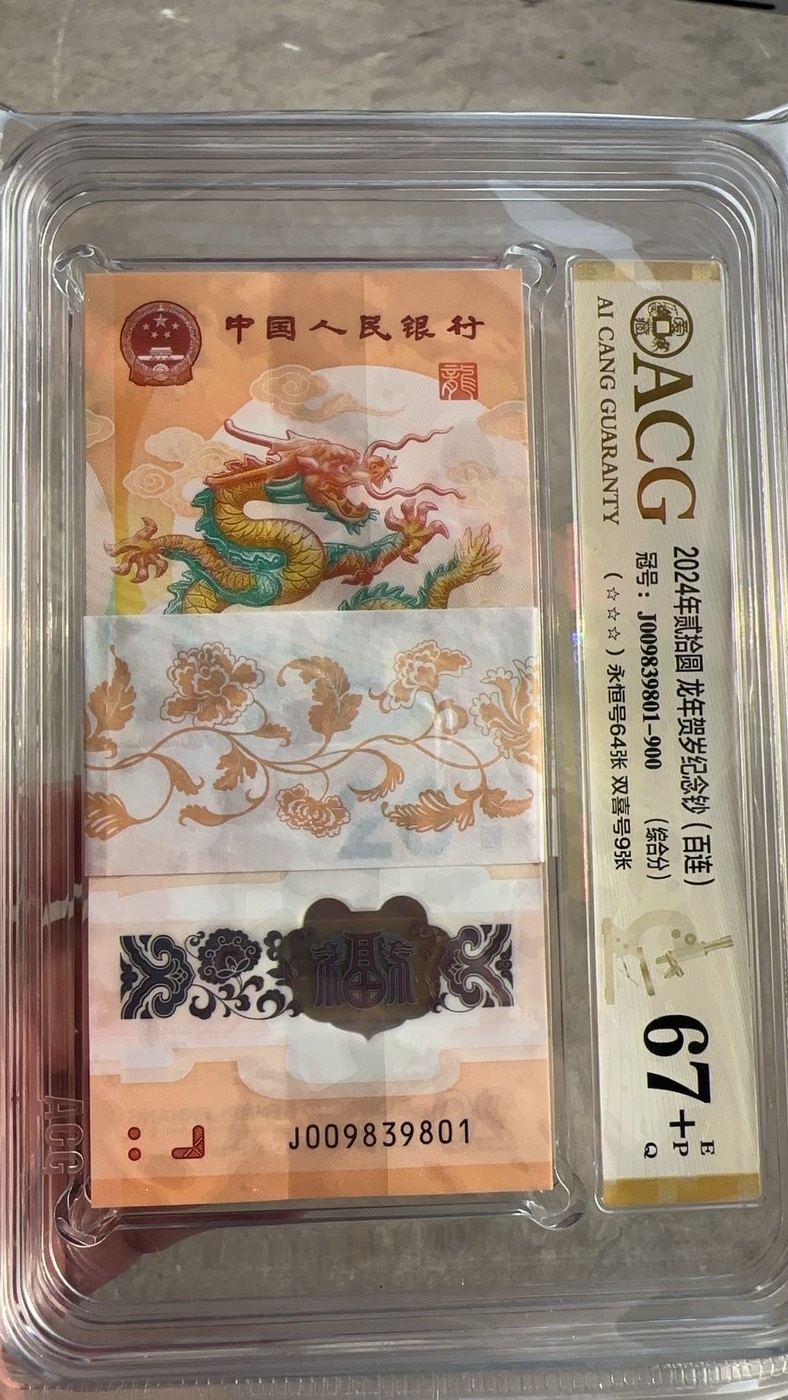 中国人民银行
龍
福
J009839801
ACG
AI CANG GUARANTY
2024年贰拾圆 龙年贺岁纪念钞（百连）
冠号：J009839801-900 （综合分）
（☆☆☆）永恒号64张 双喜号9张
67+
E
P
Q
ACG